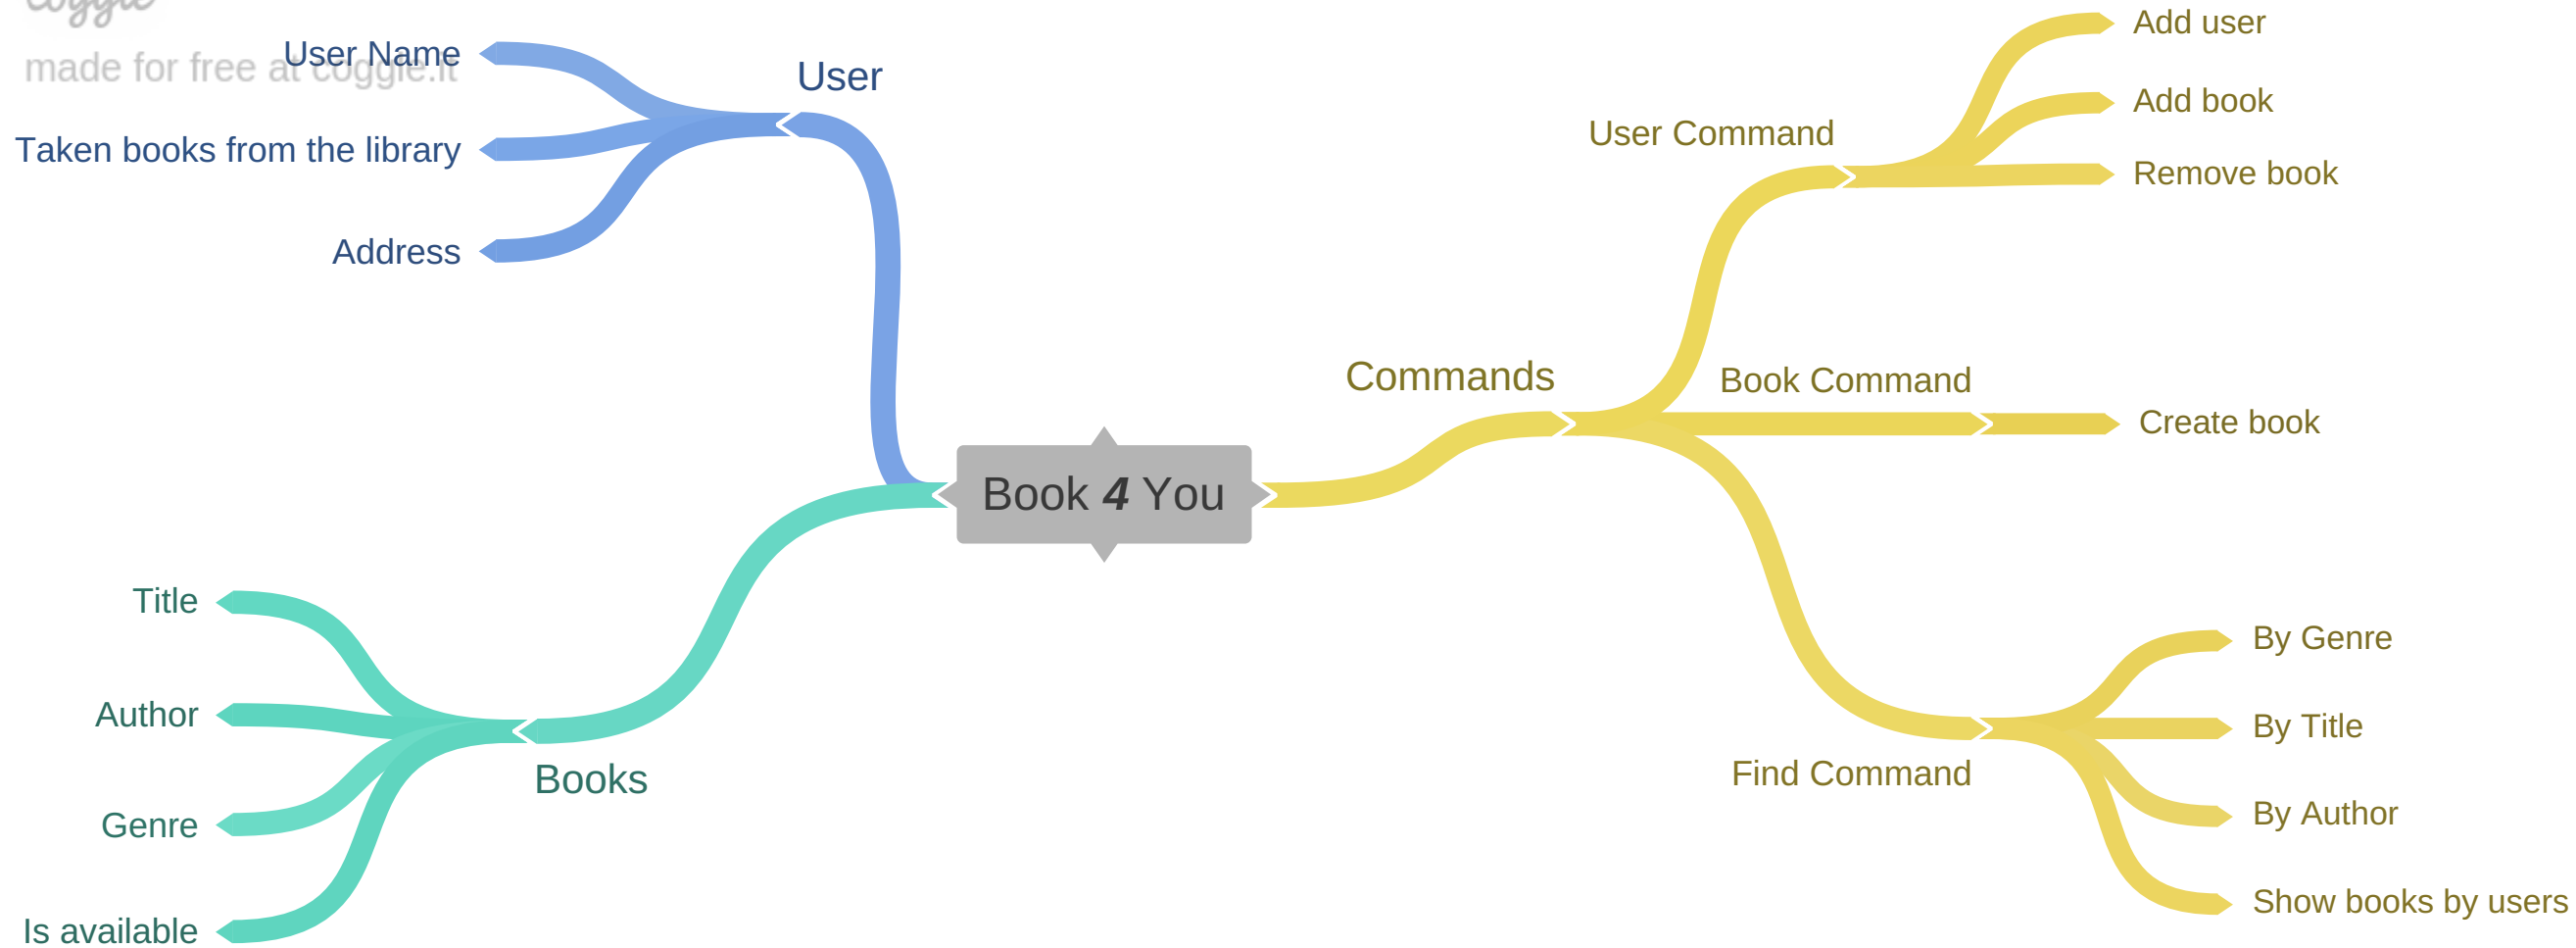 coggle
made for free at coggle.it
User Name
Taken books from the library
Address
User
Title
Author
Genre
Is available
Books
Book 4 You
Commands
User Command
Add user
Add book
Remove book
Book Command
Create book
Find Command
By Genre
By Title
By Author
Show books by users